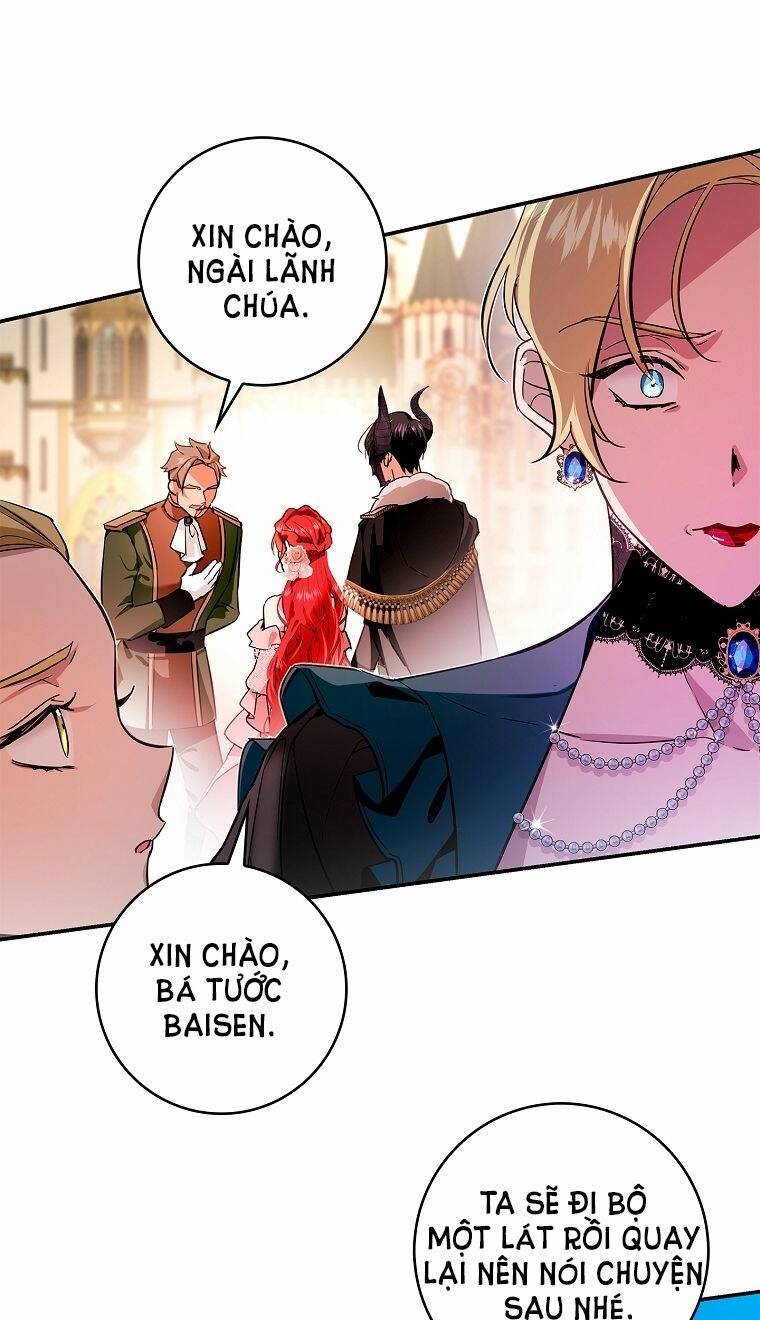 XIN CHÀO,
NGÀI LÃNH
CHÚA.
XIN CHÀO,
BÁ TƯỚC
BAISEN.
TA SẼ ĐI BỘ
MỘT LÁT RỒI QUAY
LẠI NÊN NÓI CHUYỆN
SAU NHÉ.